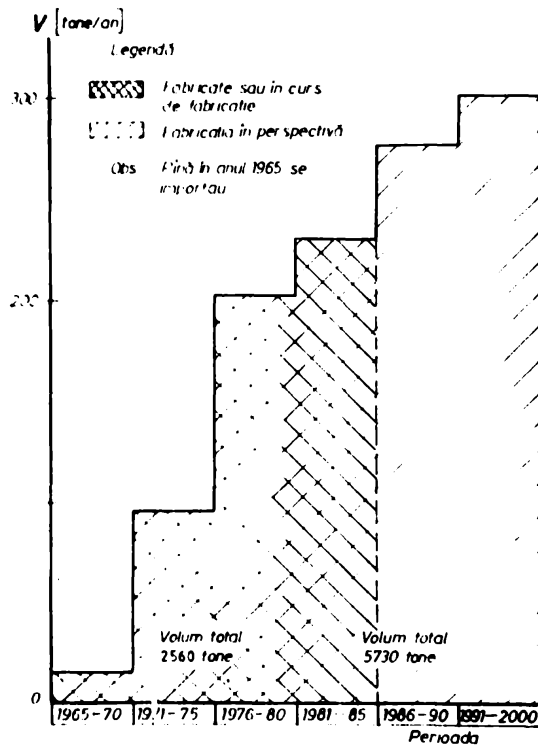 V [tone/an]
Legendă
Fabricate sau în curs
de fabricatie
Fabricatia în perspectivă
Obs Pînă în anul 1965 se
importau
300
200
0
Volum total
2560 tone
Volum total
5730 tone
1965-70
1971-75
1976-80
1981-85
1986-90
1991-2000
Perioada